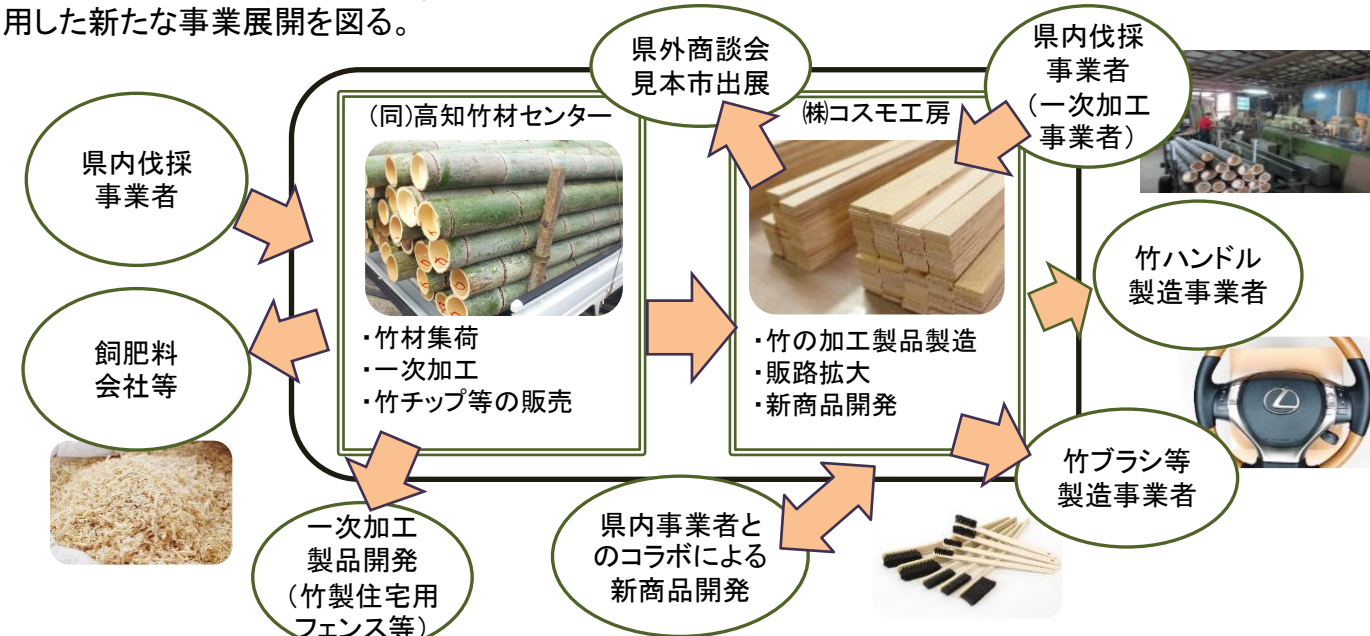 用した新たな事業展開を図る。
県外商談会
見本市出展
県内伐採
事業者
(一次加工
事業者)
(同)高知竹材センター
㈱コスモ工房
県内伐採
事業者
竹ハンドル
製造事業者
・竹材集荷
・一次加工
・竹チップ等の販売
・竹の加工製品製造
・販路拡大
・新商品開発
飼肥料
会社等
竹ブラシ等
製造事業者
一次加工
製品開発
(竹製住宅用
フェンス等)
県内事業者と
のコラボによる
新商品開発